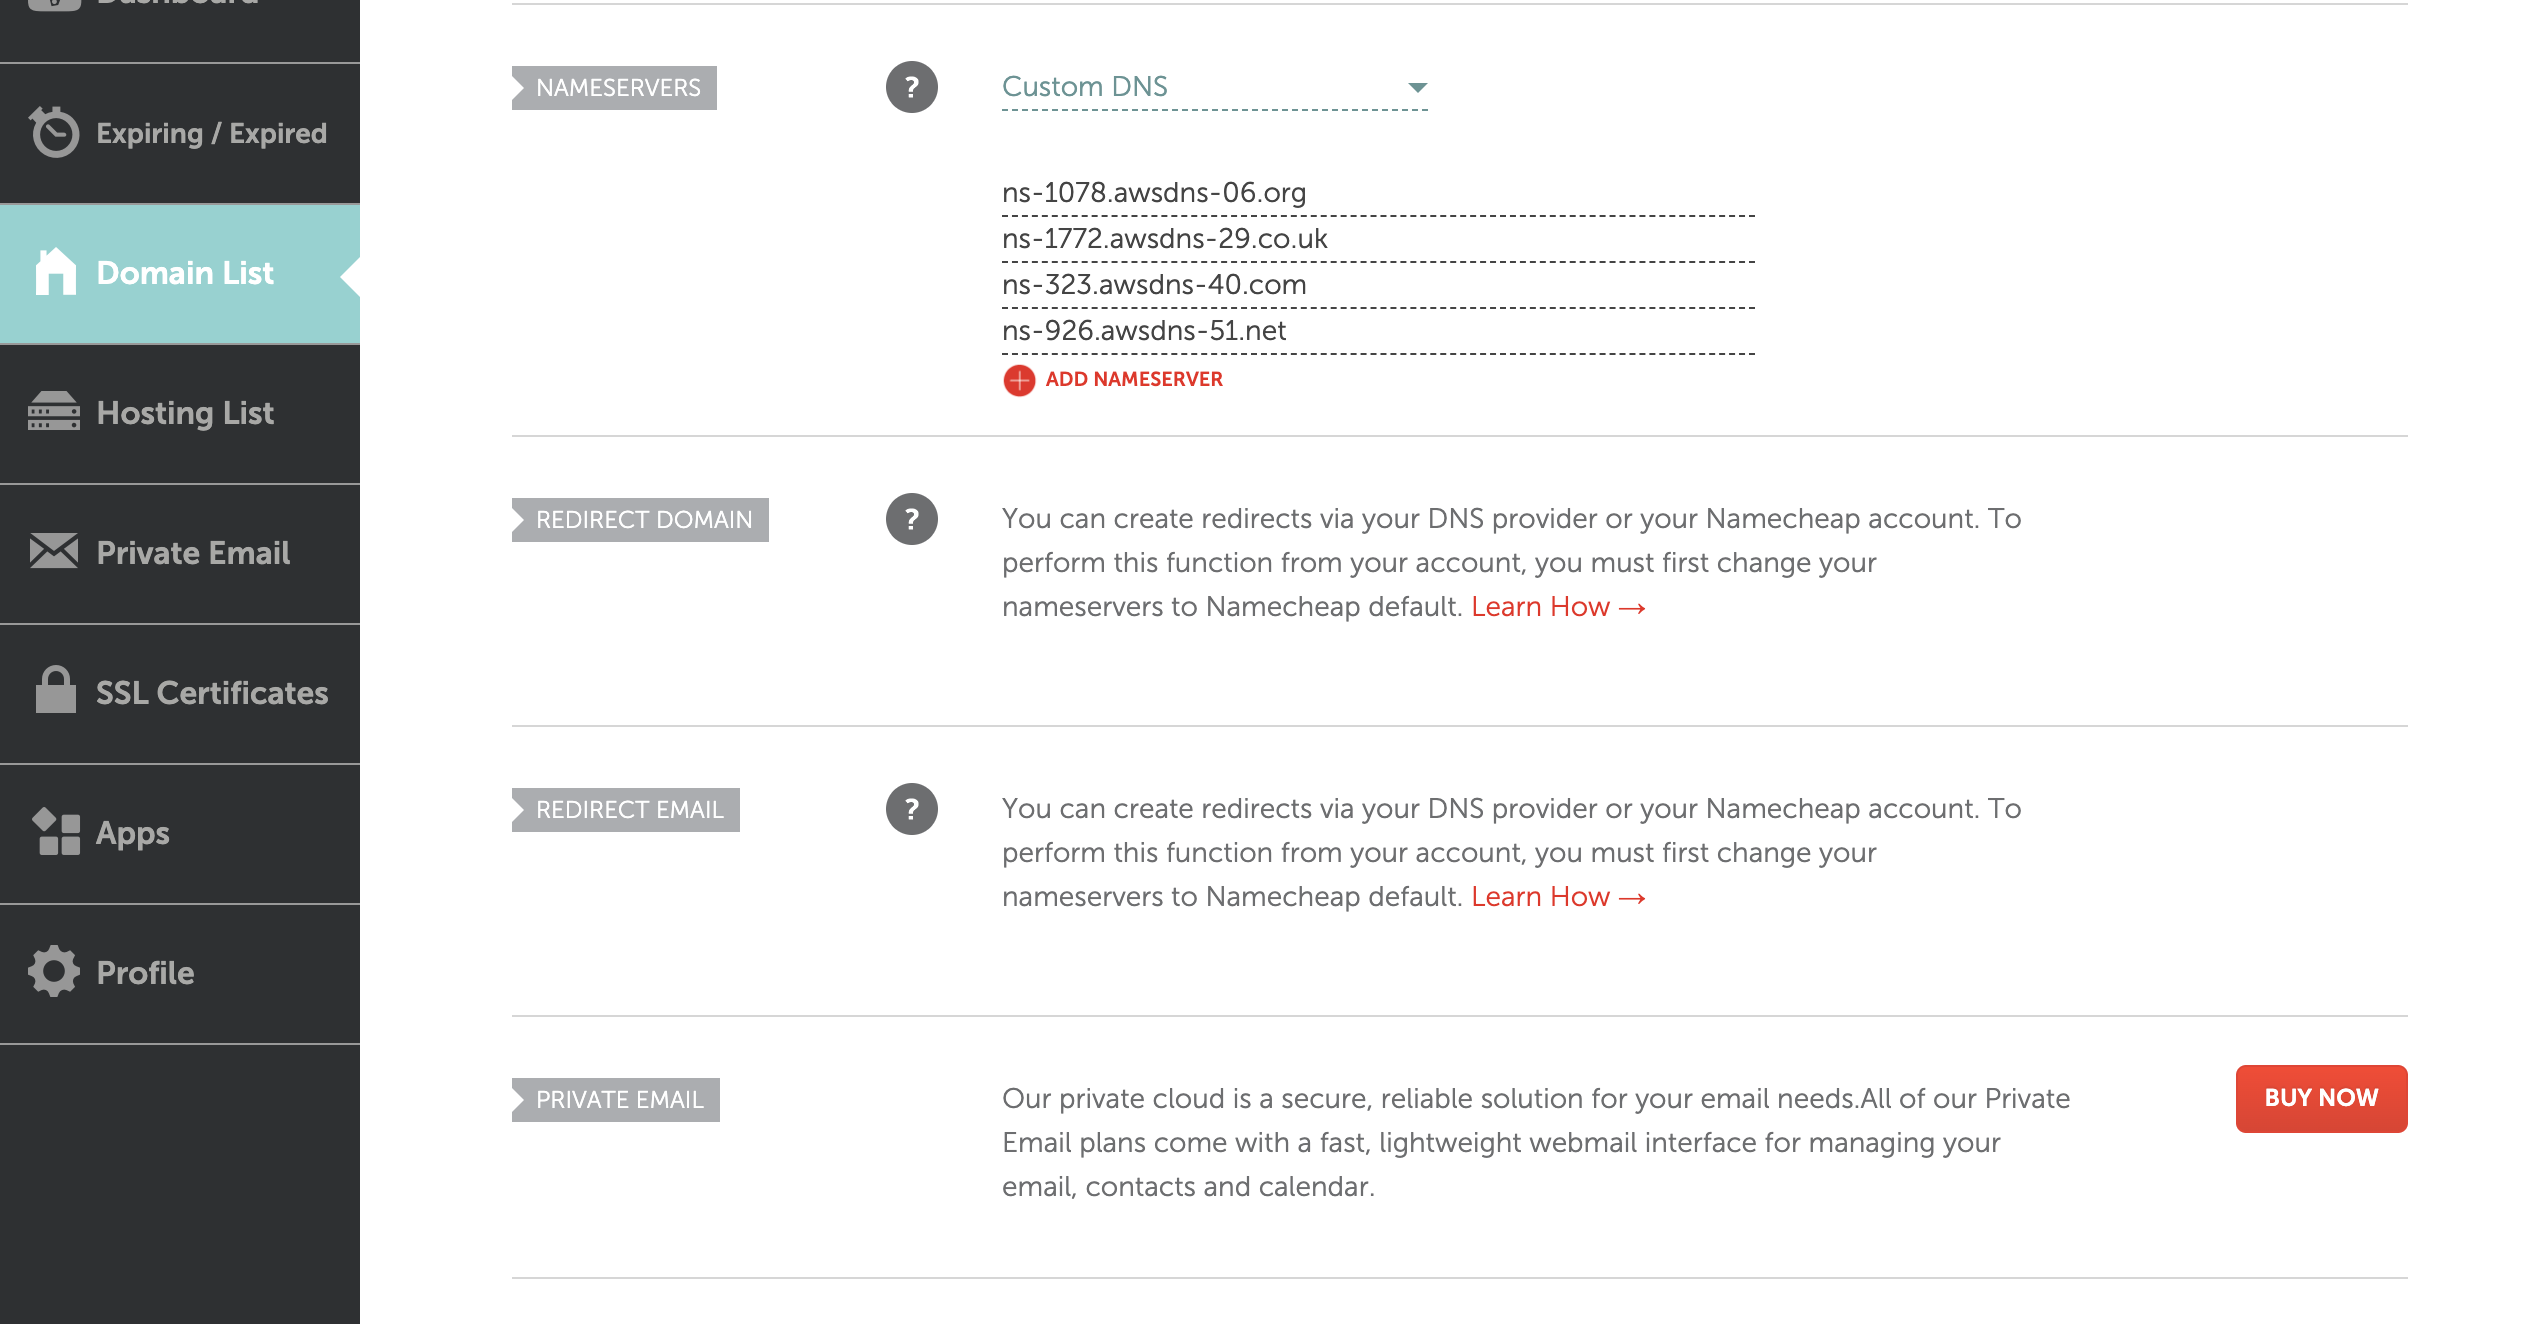 Dashboard
Expiring / Expired
Domain List
Hosting List
Private Email
SSL Certificates
Apps
Profile
NAMESERVERS
?
Custom DNS
ns-1078.awsdns-06.org
ns-1772.awsdns-29.co.uk
ns-323.awsdns-40.com
ns-926.awsdns-51.net
ADD NAMESERVER
REDIRECT DOMAIN
?
You can create redirects via your DNS provider or your Namecheap account. To
perform this function from your account, you must first change your
nameservers to Namecheap default. Learn How →
REDIRECT EMAIL
?
You can create redirects via your DNS provider or your Namecheap account. To
perform this function from your account, you must first change your
nameservers to Namecheap default. Learn How →
PRIVATE EMAIL
Our private cloud is a secure, reliable solution for your email needs.All of our Private
Email plans come with a fast, lightweight webmail interface for managing your
email, contacts and calendar.
BUY NOW